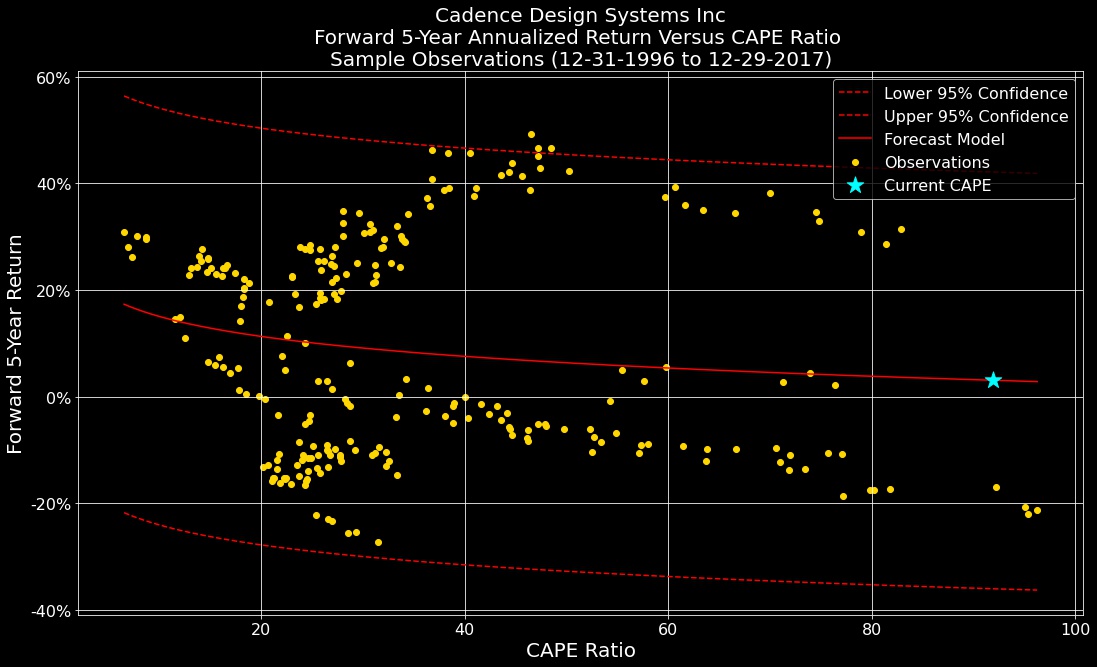 Cadence Design Systems Inc
Forward 5-Year Annualized Return Versus CAPE Ratio
Sample Observations (12-31-1996 to 12-29-2017)
Lower 95% Confidence
Upper 95% Confidence
Forecast Model
Observations
Current CAPE
Forward 5-Year Return
60%
40%
20%
0%
-20%
-40%
20 40 60 80 100
CAPE Ratio